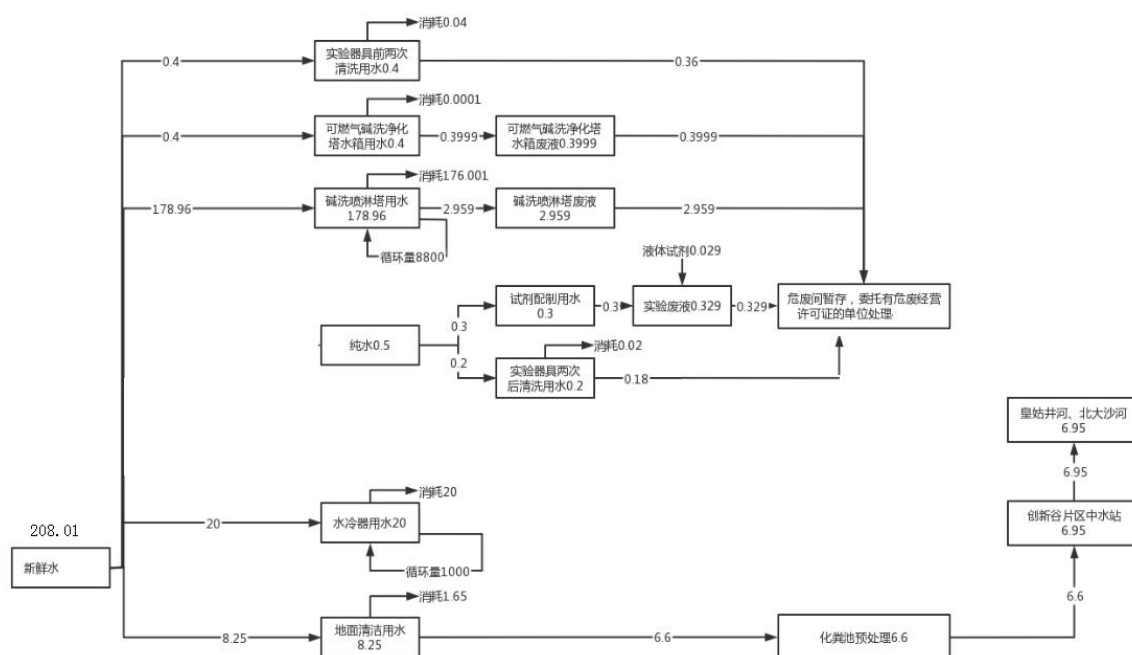 消耗0.04
0.4
实验器具前两次
清洗用水0.4
0.36
消耗0.0001
0.4
可燃气碱洗净化
塔水箱用水0.4
0.3999
可燃气碱洗净化塔
水箱废液0.3999
0.3999
消耗176.001
178.96
碱洗喷淋塔用水
178.96
2.959
碱洗喷淋塔废液
2.959
2.959
循环量8800
液体试剂0.029
试剂配制用水
0.3
0.3
实验废液0.329
0.329
危废间暂存，委托有危废经营
许可证的单位处理
0.3
纯水0.5
0.2
消耗0.02
实验器具两次
后清洗用水0.2
0.18
皇姑井河、北大沙河
6.95
6.95
消耗20
20
水冷器用水20
创新谷片区中水站
6.95
208.01
新鲜水
循环量1000
消耗1.65
6.6
8.25
地面清洁用水
8.25
6.6
化粪池预处理6.6